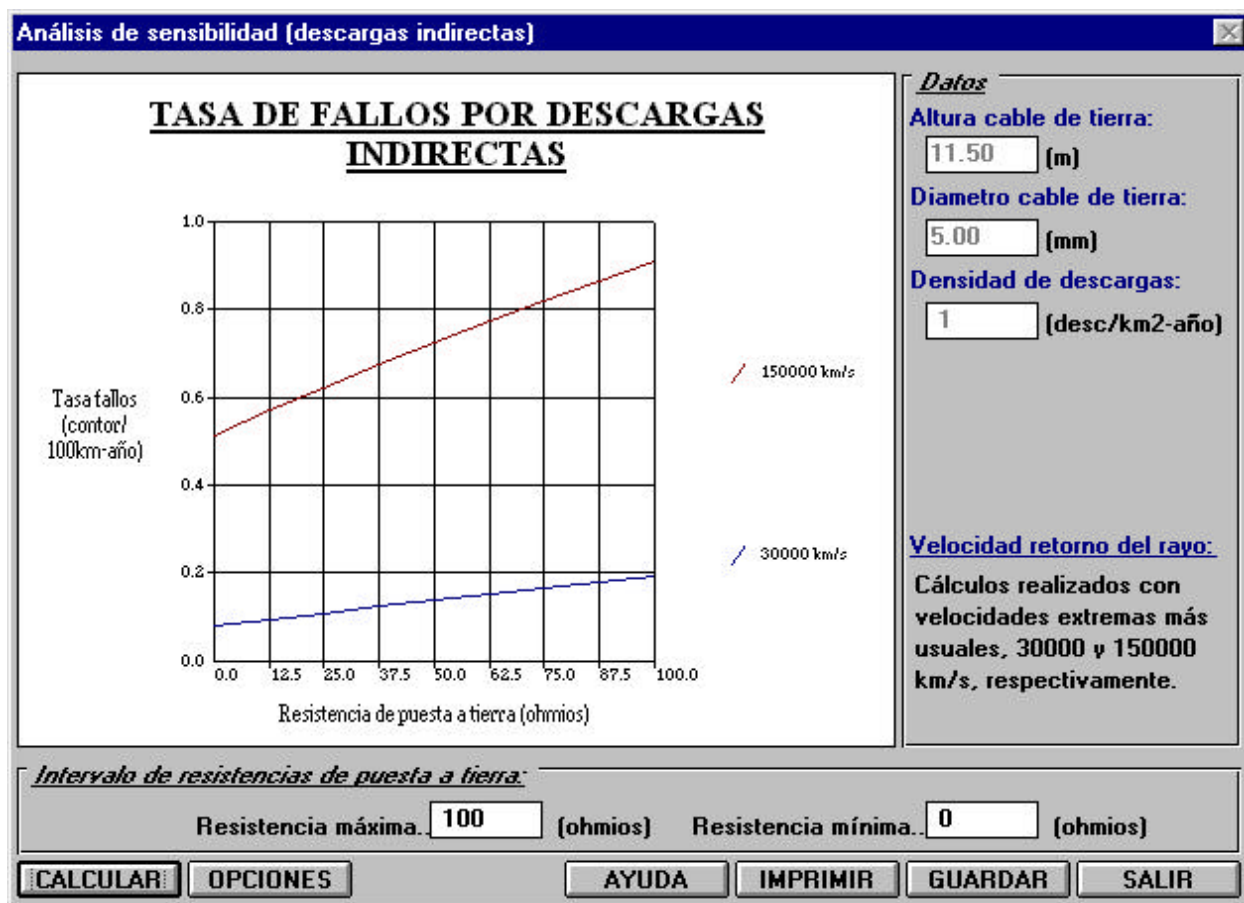 Análisis de sensibilidad (descargas indirectas)
TASA DE FALLOS POR DESCARGAS
INDIRECTAS
1.0
0.8
0.6
0.4
0.2
0.0
Tasa fallos
(contor/
100km-año)
0.0 12.5 25.0 37.5 50.0 62.5 75.0 87.5 100.0
Resistencia de puesta a tierra (ohmios)
150000 km/s
30000 km/s
Datos
Altura cable de tierra:
11.50 (m)
Diametro cable de tierra:
5.00 (mm)
Densidad de descargas:
1 (desc/km2-año)
Velocidad retorno del rayo:
Cálculos realizados con
velocidades extremas más
usuales, 30000 y 150000
km/s, respectivamente.
Intervalo de resistencias de puesta a tierra:
Resistencia máxima.. 100 (ohmios) Resistencia mínima.. 0 (ohmios)
CALCULAR OPCIONES AYUDA IMPRIMIR GUARDAR SALIR